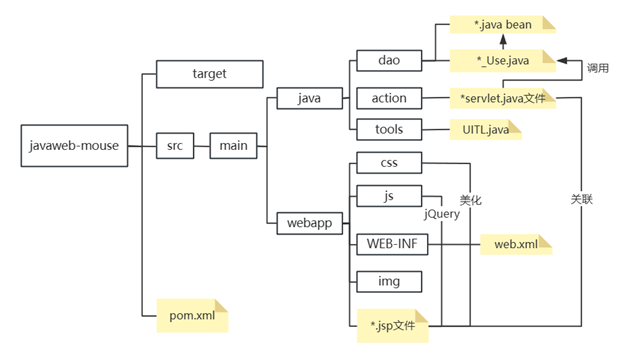 *.java bean
dao
*_Use.java
target
调用
java
action
*servlet.java文件
tools
UITL.java
javaweb-mouse
src
main
css
js
美化
jQuery
关联
webapp
WEB-INF
web.xml
img
pom.xml
*.jsp文件